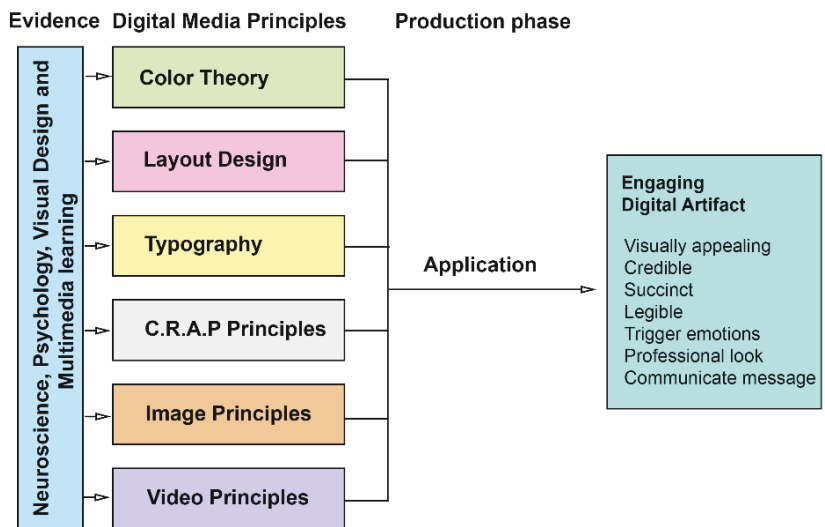 Evidence
Digital Media Principles
Production phase
Neuroscience, Psychology, Visual Design and
Multimedia learning
Color Theory
Layout Design
Typography
C.R.A.P Principles
Image Principles
Video Principles
Application
Engaging
Digital Artifact
Visually appealing
Credible
Succinct
Legible
Trigger emotions
Professional look
Communicate message